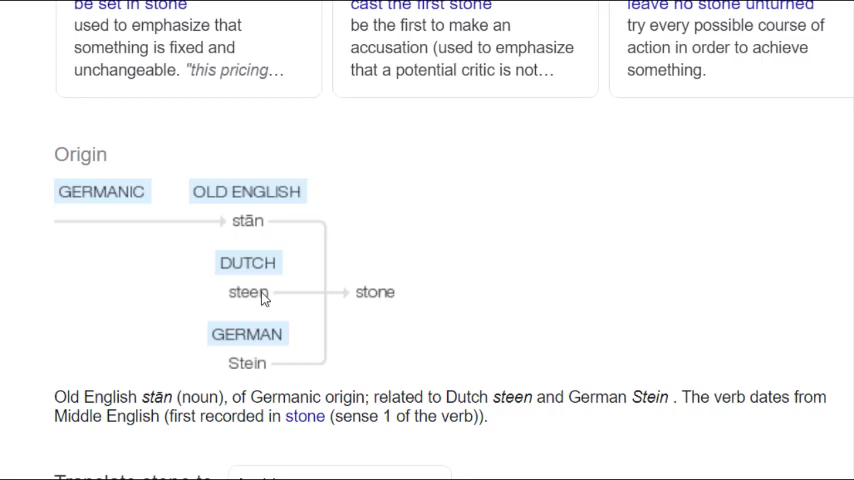 be set in stone
used to emphasize that
something is fixed and
unchangeable. "this pricing…
cast the first stone
be the first to make an
accusation (used to emphasize
that a potential critic is not…
leave no stone unturned
try every possible course of
action in order to achieve
something.
Origin
GERMANIC
OLD ENGLISH
stān
DUTCH
steen
stone
GERMAN
Stein
Old English stān (noun), of Germanic origin; related to Dutch steen and German Stein . The verb dates from
Middle English (first recorded in stone (sense 1 of the verb)).
Translate stone to